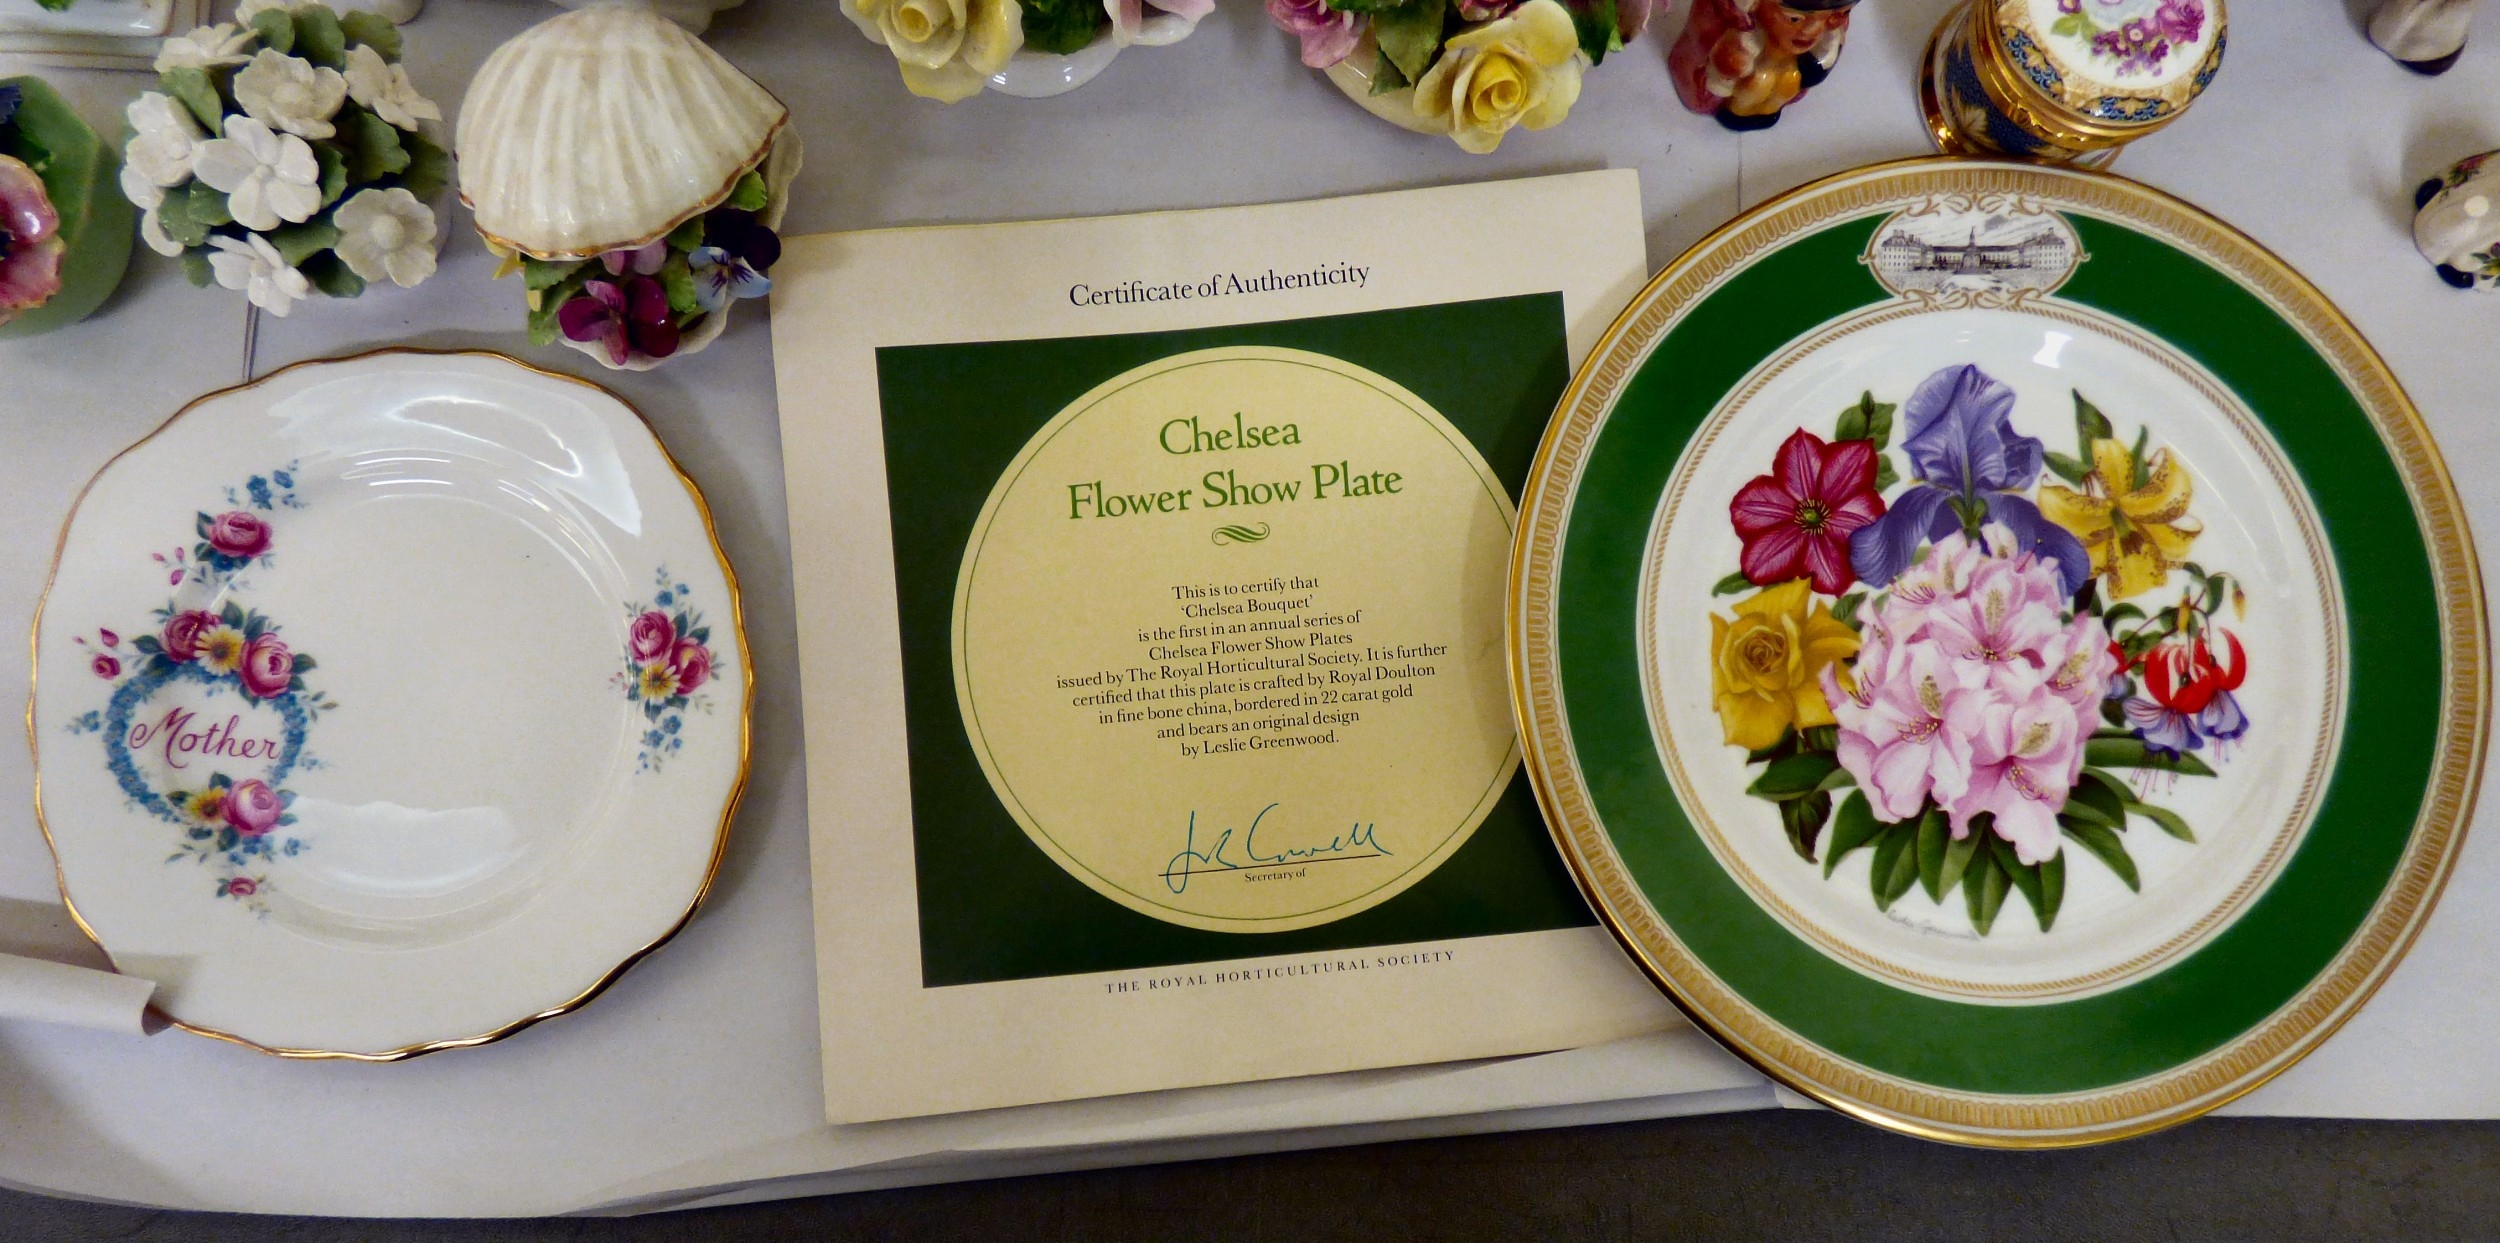 Mother
Certificate of Authenticity
Chelsea
Flower Show Plate
This is to certify that
'Chelsea Bouquet'
is the first in an annual series of
Chelsea Flower Show Plates
issued by The Royal Horticultural Society. It is further
certified that this plate is crafted by Royal Doulton
in fine bone china, bordered in 22 carat gold
and bears an original design
by Leslie Greenwood.
Secretary of
THE ROYAL HORTICULTURAL SOCIETY
Leslie Greenwood